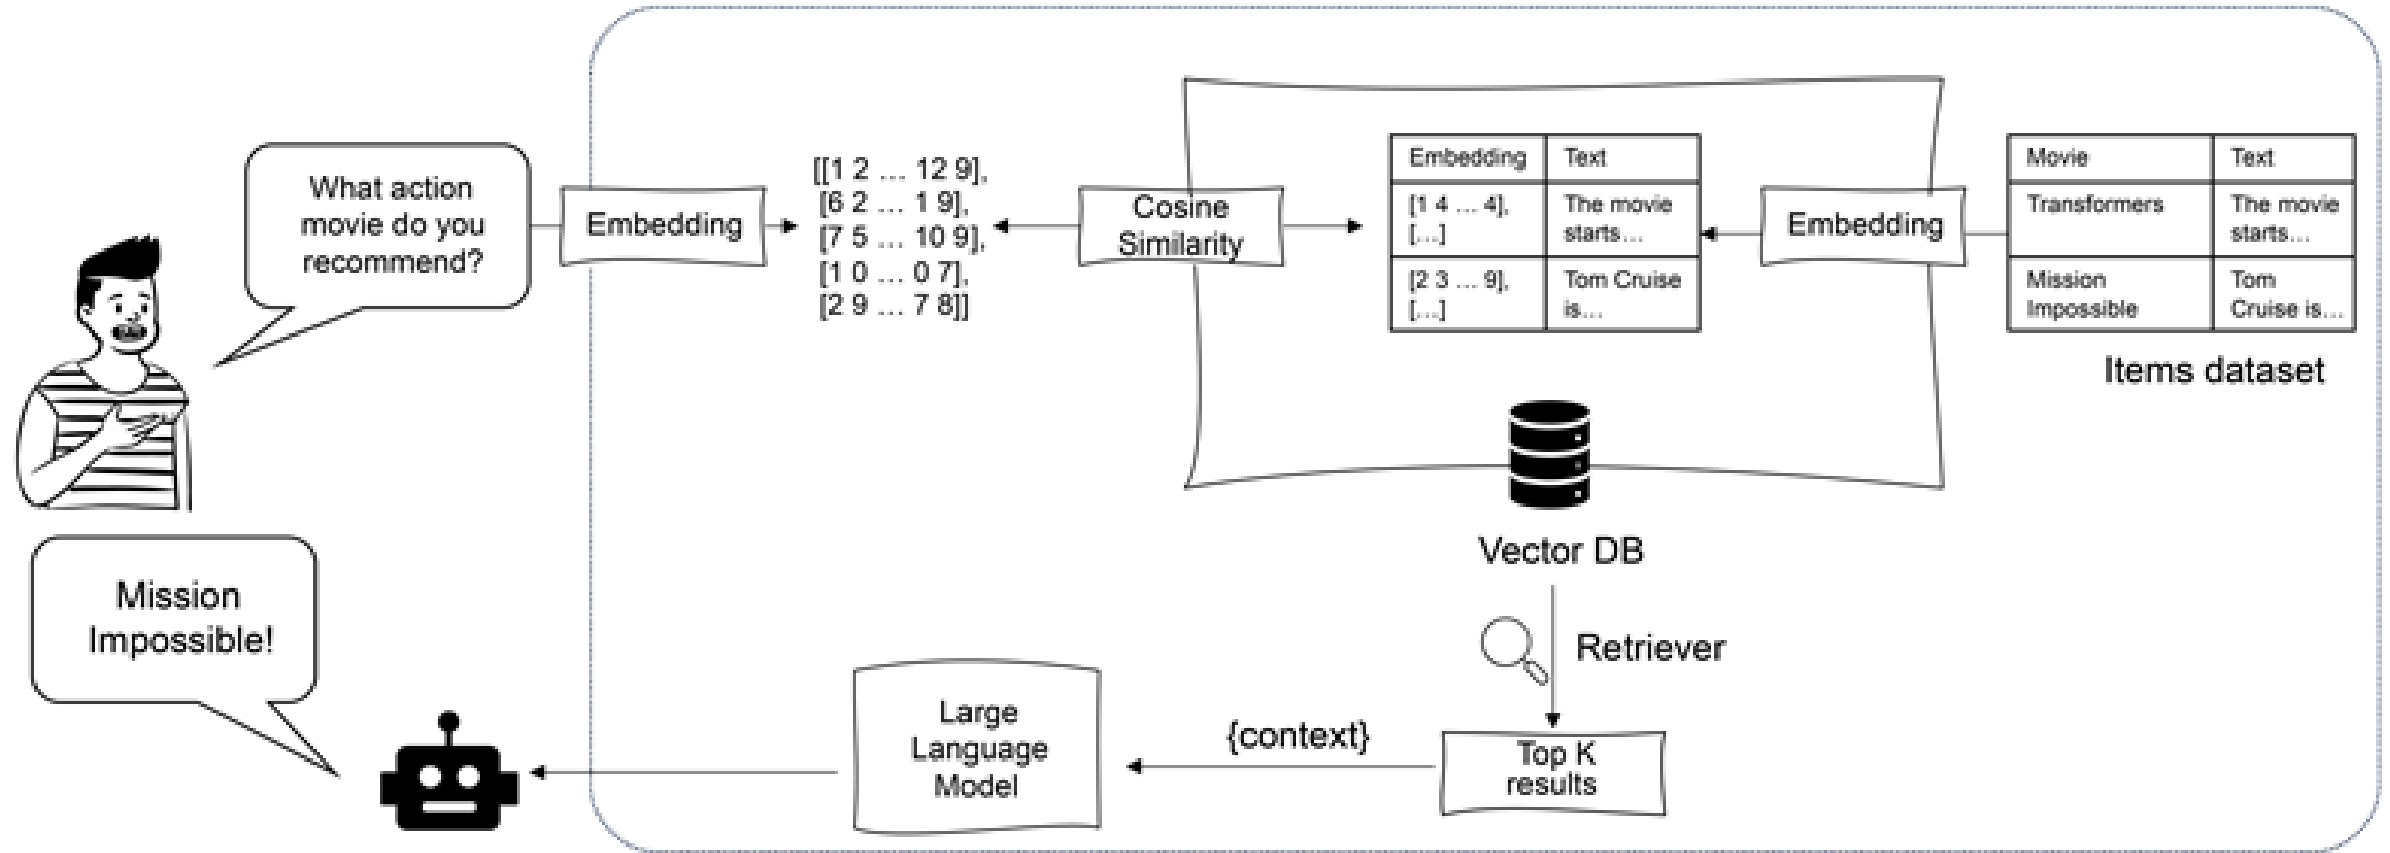 What action
movie do you
recommend?
Embedding
[[1 2 ... 12 9],
[6 2 ... 1 9],
[7 5 ... 10 9],
[1 0 ... 0 7],
[2 9 ... 7 8]]
Cosine
Similarity
Embedding Text
[1 4 ... 4], The movie
[...] starts...
[2 3 ... 9], Tom Cruise
[...] is...
Embedding
Movie Text
Transformers The movie
starts...
Mission Tom
Impossible Cruise is...
Items dataset
Vector DB
Retriever
Top K
results
{context}
Large
Language
Model
Mission
Impossible!